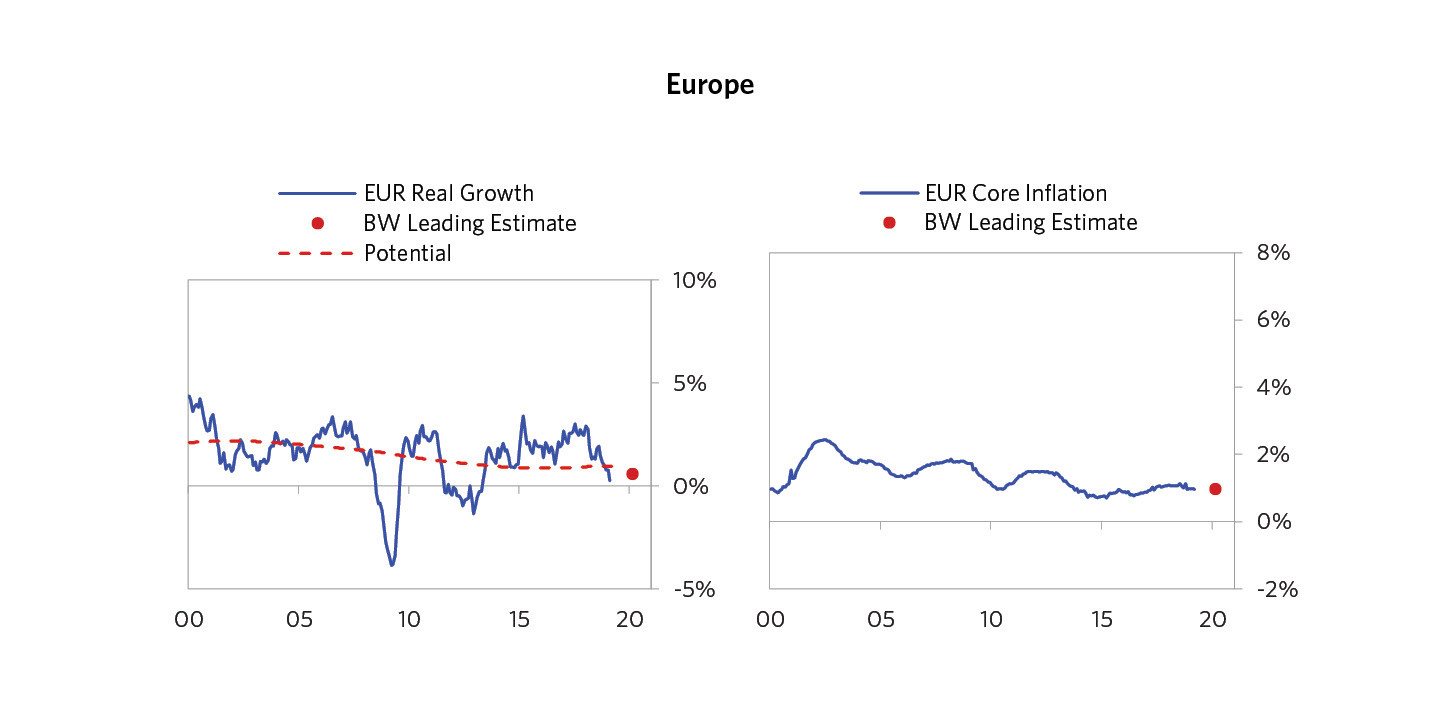 Europe
EUR Real Growth
BW Leading Estimate
Potential
10%
5%
0%
-5%
00 05 10 15 20
EUR Core Inflation
BW Leading Estimate
8%
6%
4%
2%
0%
-2%
00 05 10 15 20